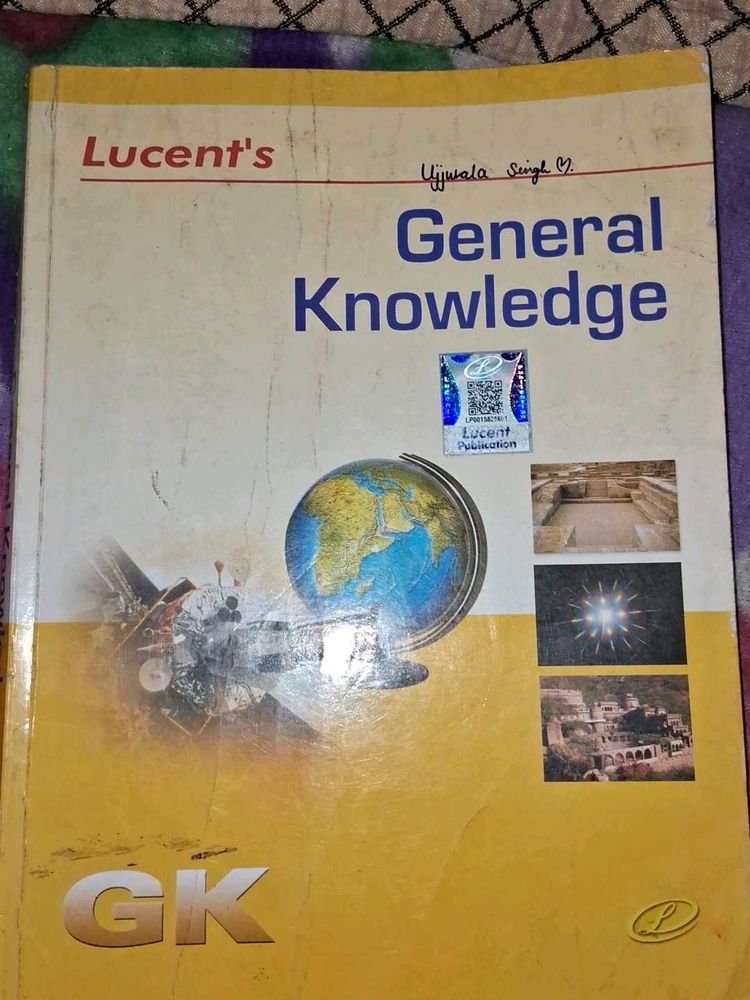 Lucent's
Ujjwala Singh
General
Knowledge
Lucent
Publication
GK
L